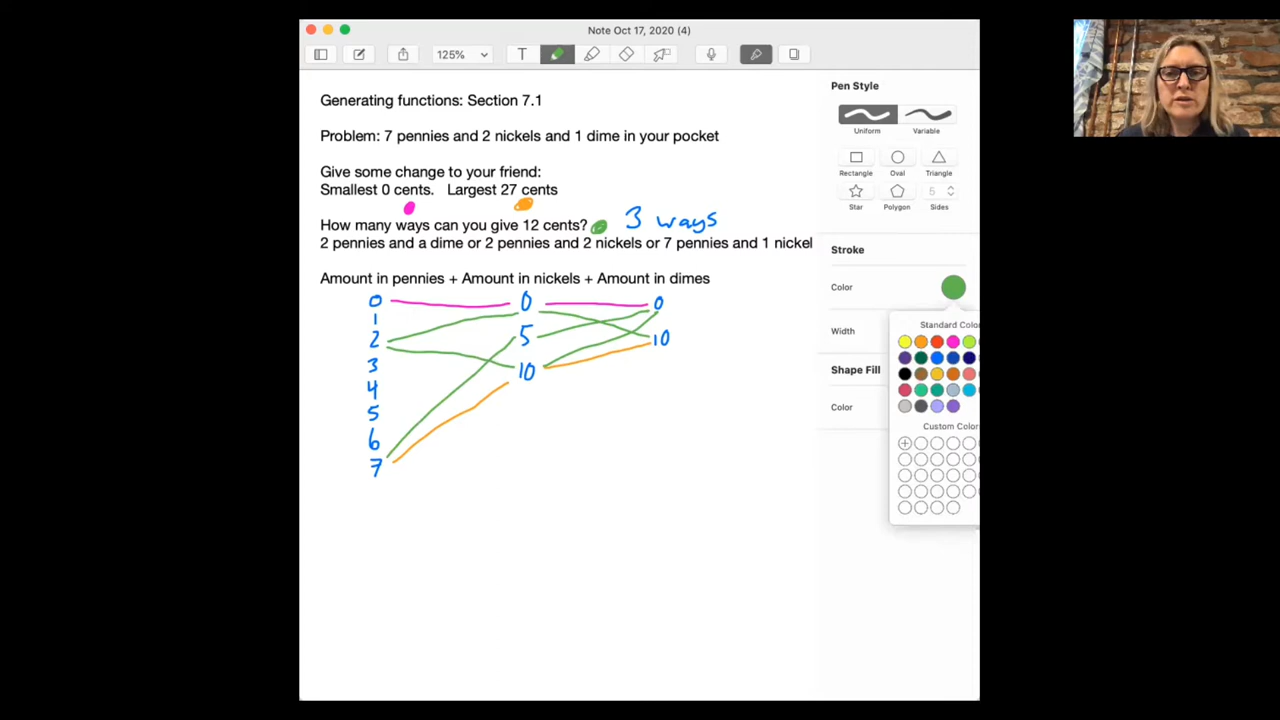 Note Oct 17, 2020 (4)
125%
T
Generating functions: Section 7.1
Problem: 7 pennies and 2 nickels and 1 dime in your pocket
Give some change to your friend:
Smallest 0 cents. Largest 27 cents
How many ways can you give 12 cents? 3 ways
2 pennies and a dime or 2 pennies and 2 nickels or 7 pennies and 1 nickel
Amount in pennies + Amount in nickels + Amount in dimes
0 0 0
1
2 5 10
3 10
4
5
6
7
Pen Style
Uniform Variable
Rectangle Oval Triangle
5
Star Polygon Sides
Stroke
Color
Standard Colo
Width
Shape Fill
Color
Custom Color